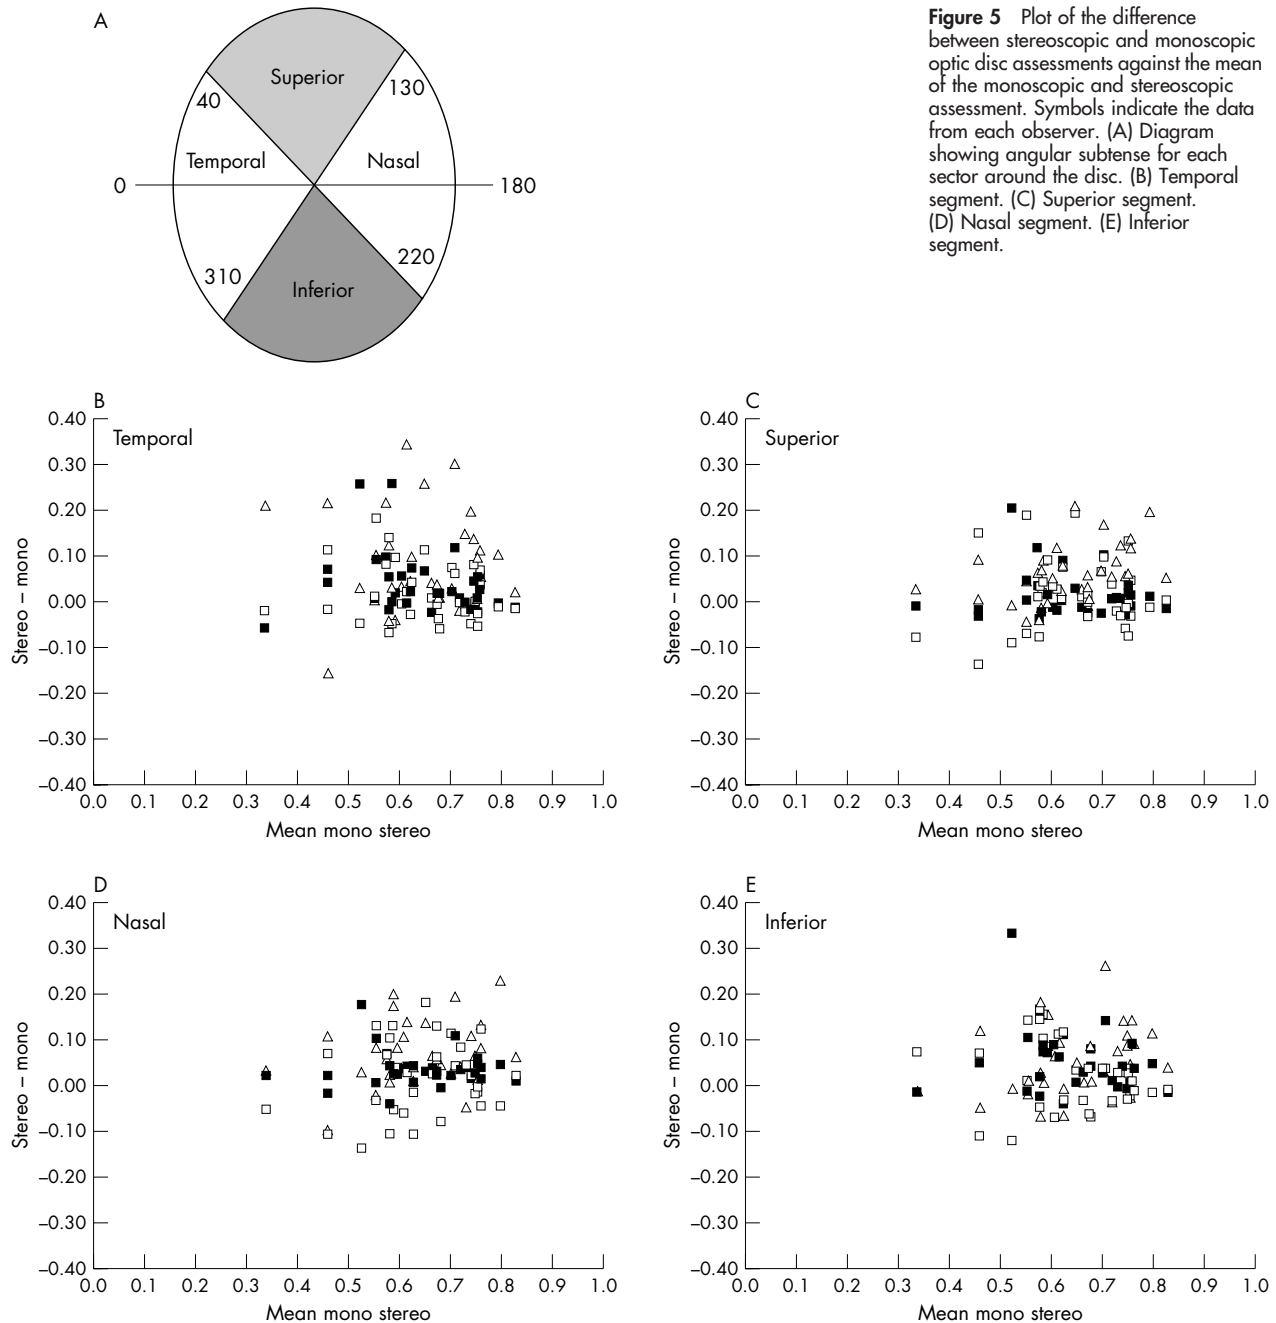 A
Superior
40
130
Temporal
Nasal
0
180
310
220
Inferior
Figure 5 Plot of the difference
between stereoscopic and monoscopic
optic disc assessments against the mean
of the monoscopic and stereoscopic
assessment. Symbols indicate the data
from each observer. (A) Diagram
showing angular subtense for each
sector around the disc. (B) Temporal
segment. (C) Superior segment.
(D) Nasal segment. (E) Inferior
segment.
B
Temporal
0.40
0.30
0.20
0.10
0.00
–0.10
–0.20
–0.30
–0.40
Stereo – mono
0.0 0.1 0.2 0.3 0.4 0.5 0.6 0.7 0.8 0.9 1.0
Mean mono stereo
C
Superior
0.40
0.30
0.20
0.10
0.00
–0.10
–0.20
–0.30
–0.40
Stereo – mono
0.0 0.1 0.2 0.3 0.4 0.5 0.6 0.7 0.8 0.9 1.0
Mean mono stereo
D
Nasal
0.40
0.30
0.20
0.10
0.00
–0.10
–0.20
–0.30
–0.40
Stereo – mono
0.0 0.1 0.2 0.3 0.4 0.5 0.6 0.7 0.8 0.9 1.0
Mean mono stereo
E
Inferior
0.40
0.30
0.20
0.10
0.00
–0.10
–0.20
–0.30
–0.40
Stereo – mono
0.0 0.1 0.2 0.3 0.4 0.5 0.6 0.7 0.8 0.9 1.0
Mean mono stereo